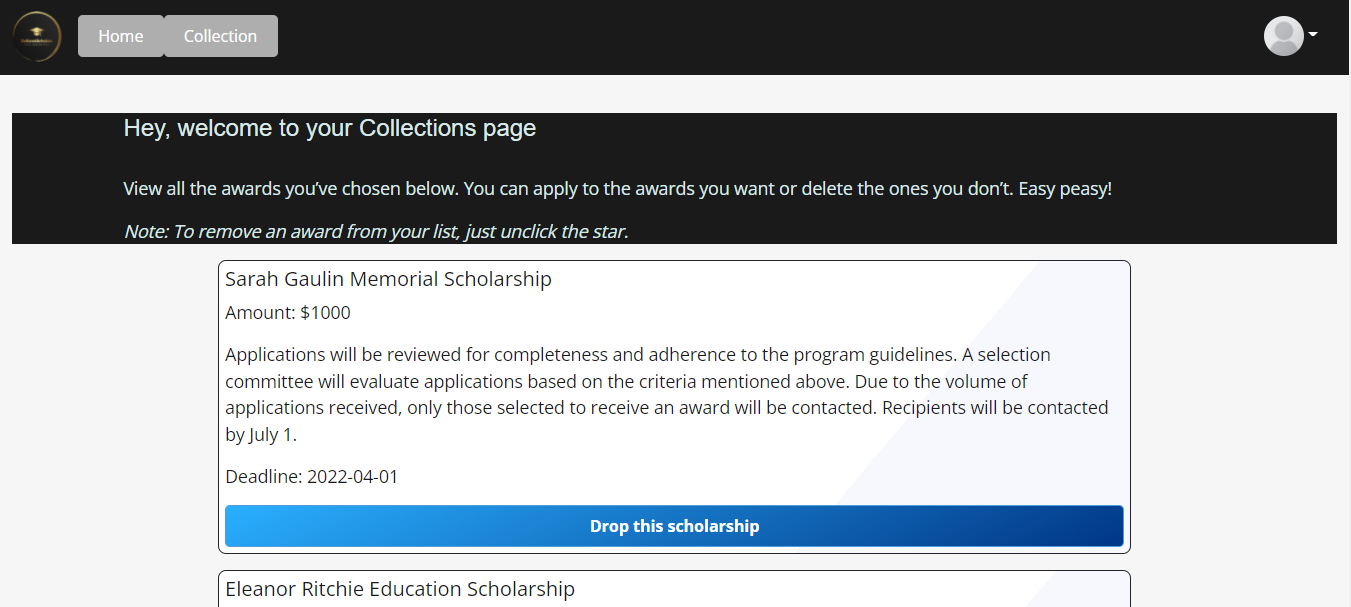 Home
Collection
Hey, welcome to your Collections page
View all the awards you’ve chosen below. You can apply to the awards you want or delete the ones you don’t. Easy peasy!
Note: To remove an award from your list, just unclick the star.
Sarah Gaulin Memorial Scholarship
Amount: $1000
Applications will be reviewed for completeness and adherence to the program guidelines. A selection
committee will evaluate applications based on the criteria mentioned above. Due to the volume of
applications received, only those selected to receive an award will be contacted. Recipients will be contacted
by July 1.
Deadline: 2022-04-01
Drop this scholarship
Eleanor Ritchie Education Scholarship